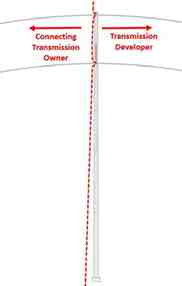 Connecting
Transmission
Owner
Transmission
Developer